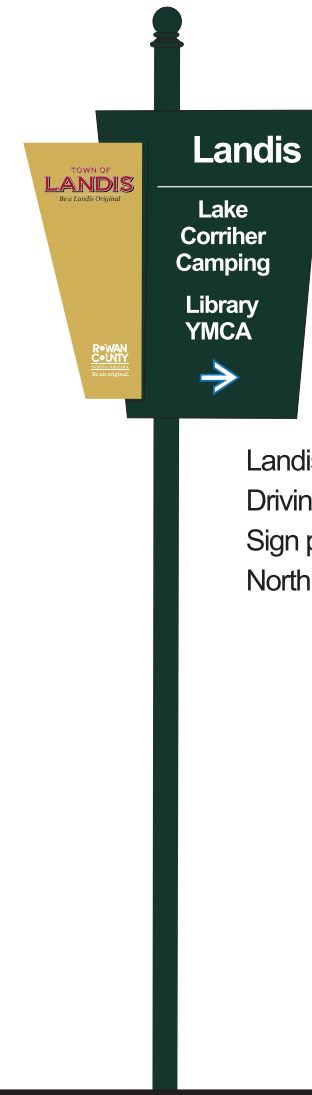 TOWN OF
LANDIS
Be a Landis Original
ROWAN
COUNTY
NORTH CAROLINA
Be an original.
Landis
Lake
Corriher
Camping
Library
YMCA
Landis
Drivin
Sign p
North